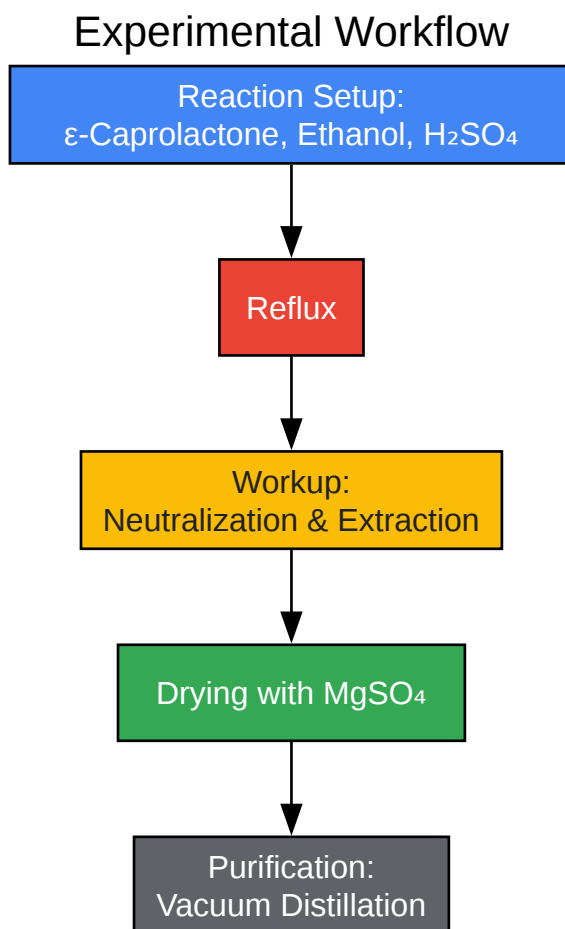 Experimental Workflow
Reaction Setup:
ε-Caprolactone, Ethanol, H₂SO₄
Reflux
Workup:
Neutralization & Extraction
Drying with MgSO₄
Purification:
Vacuum Distillation